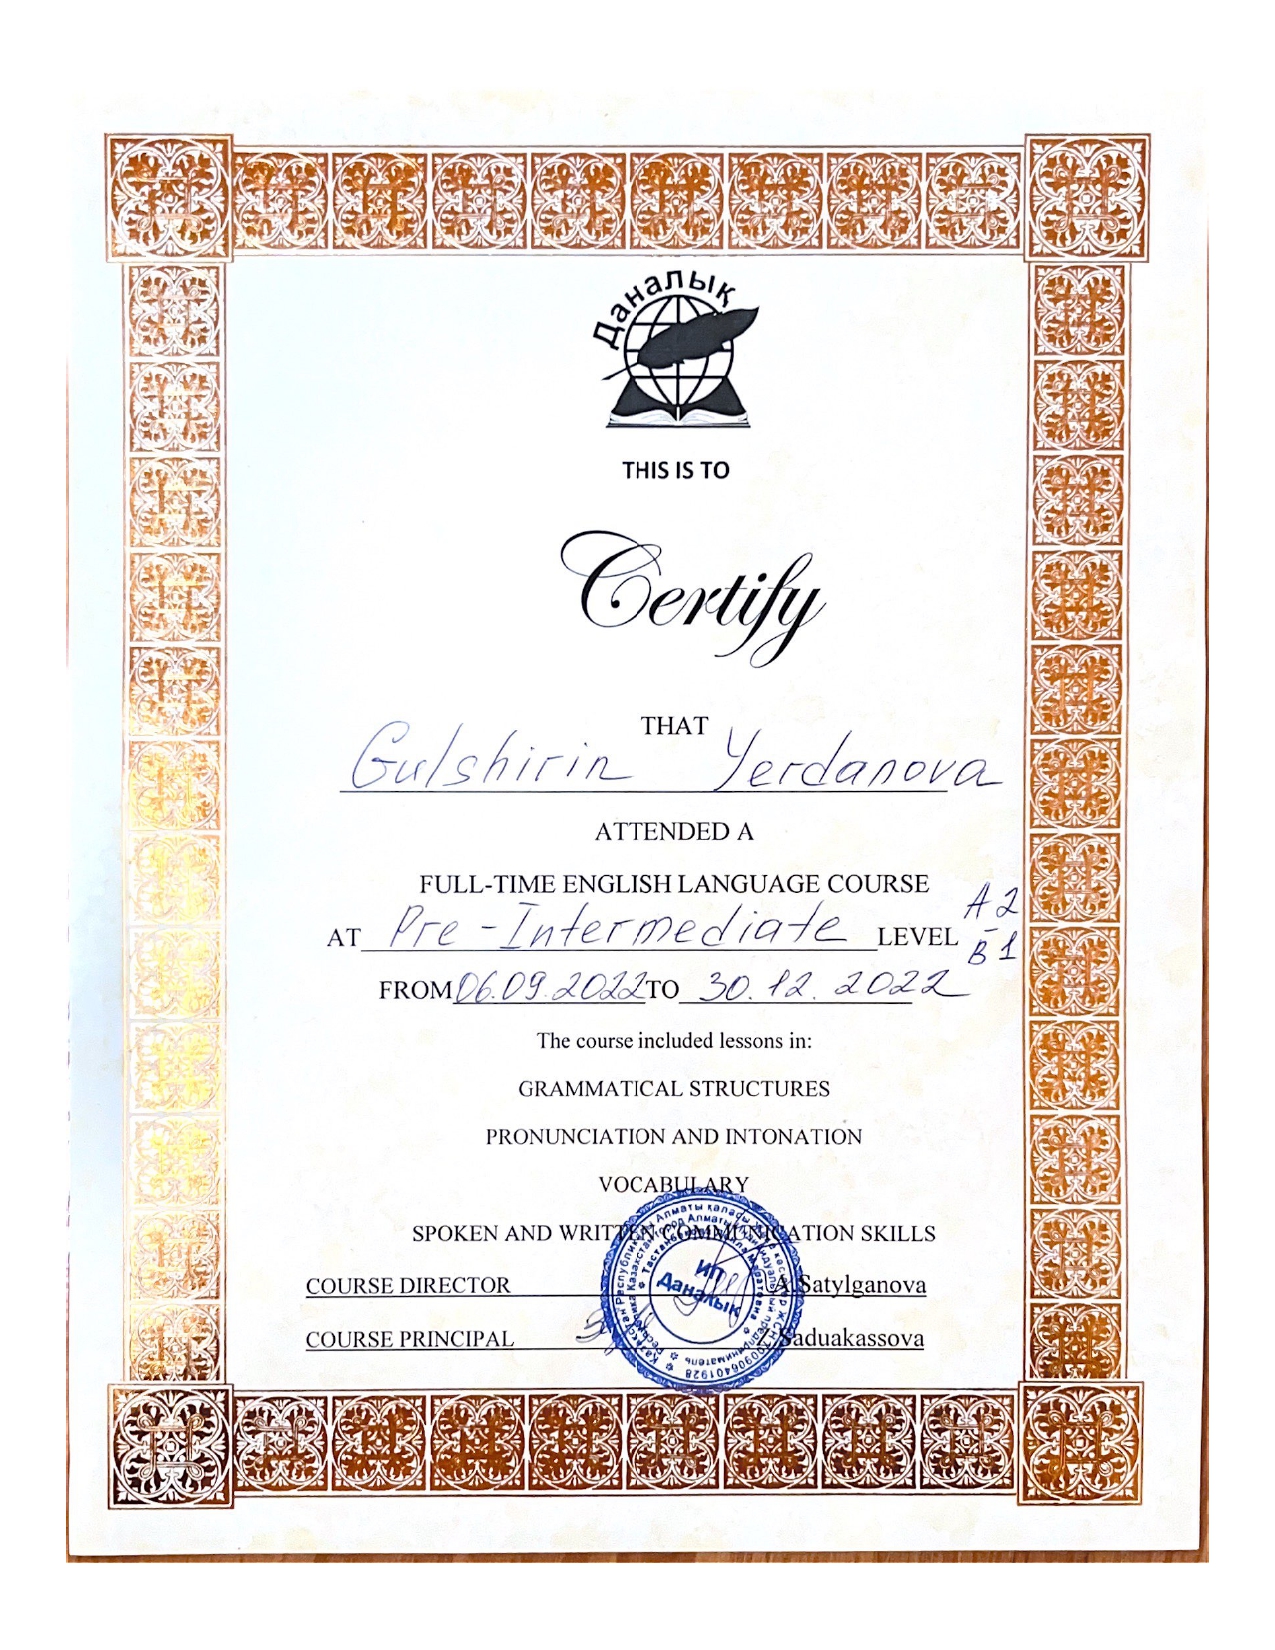 Даналық
THIS IS TO
Certify
THAT
Gulshirin Yerdanova
ATTENDED A
FULL-TIME ENGLISH LANGUAGE COURSE
AT Pre-Intermediate LEVEL A2-B1
FROM 06.09.2022 TO 30.12.2022
The course included lessons in:
GRAMMATICAL STRUCTURES
PRONUNCIATION AND INTONATION
VOCABULARY
SPOKEN AND WRITTEN COMMUNICATION SKILLS
COURSE DIRECTOR A.Satylganova
COURSE PRINCIPAL Saduakassova
ИП
Даналық